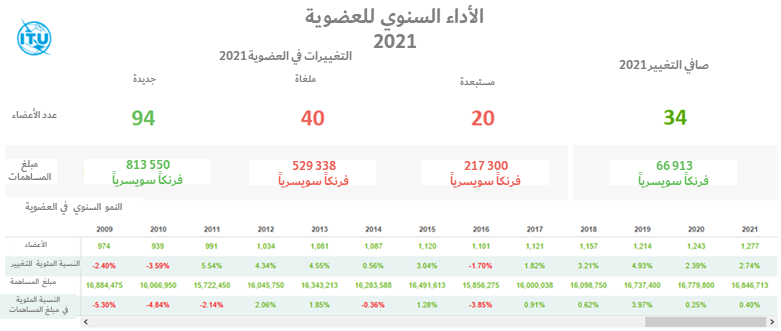 ITU
الأداء السنوي للعضوية
2021
التغييرات في العضوية 2021
صافي التغيير 2021
جديدة
ملغاة
مستبعدة
عدد الأعضاء
94
40
20
34
مبلغ المساهمات
813 550 فرنكاً سويسرياً
529 338 فرنكاً سويسرياً
217 300 فرنكاً سويسرياً
66 913 فرنكاً سويسرياً
النمو السنوي في العضوية
2009 2010 2011 2012 2013 2014 2015 2016 2017 2018 2019 2020 2021
الأعضاء 974 939 991 1,034 1,081 1,087 1,120 1,101 1,121 1,157 1,214 1,243 1,277
النسبة المئوية للتغيير -2.40% -3.59% 5.54% 4.34% 4.55% 0.56% 3.04% -1.70% 1.82% 3.21% 4.93% 2.39% 2.74%
مبلغ المساهمة 16,884,475 16,066,950 15,722,450 16,045,750 16,343,213 16,283,588 16,491,613 15,856,275 16,000,038 16,098,750 16,737,400 16,779,800 16,846,713
النسبة المئوية في مبلغ المساهمات -5.30% -4.84% -2.14% 2.06% 1.85% -0.36% 1.28% -3.85% 0.91% 0.62% 3.97% 0.25% 0.40%